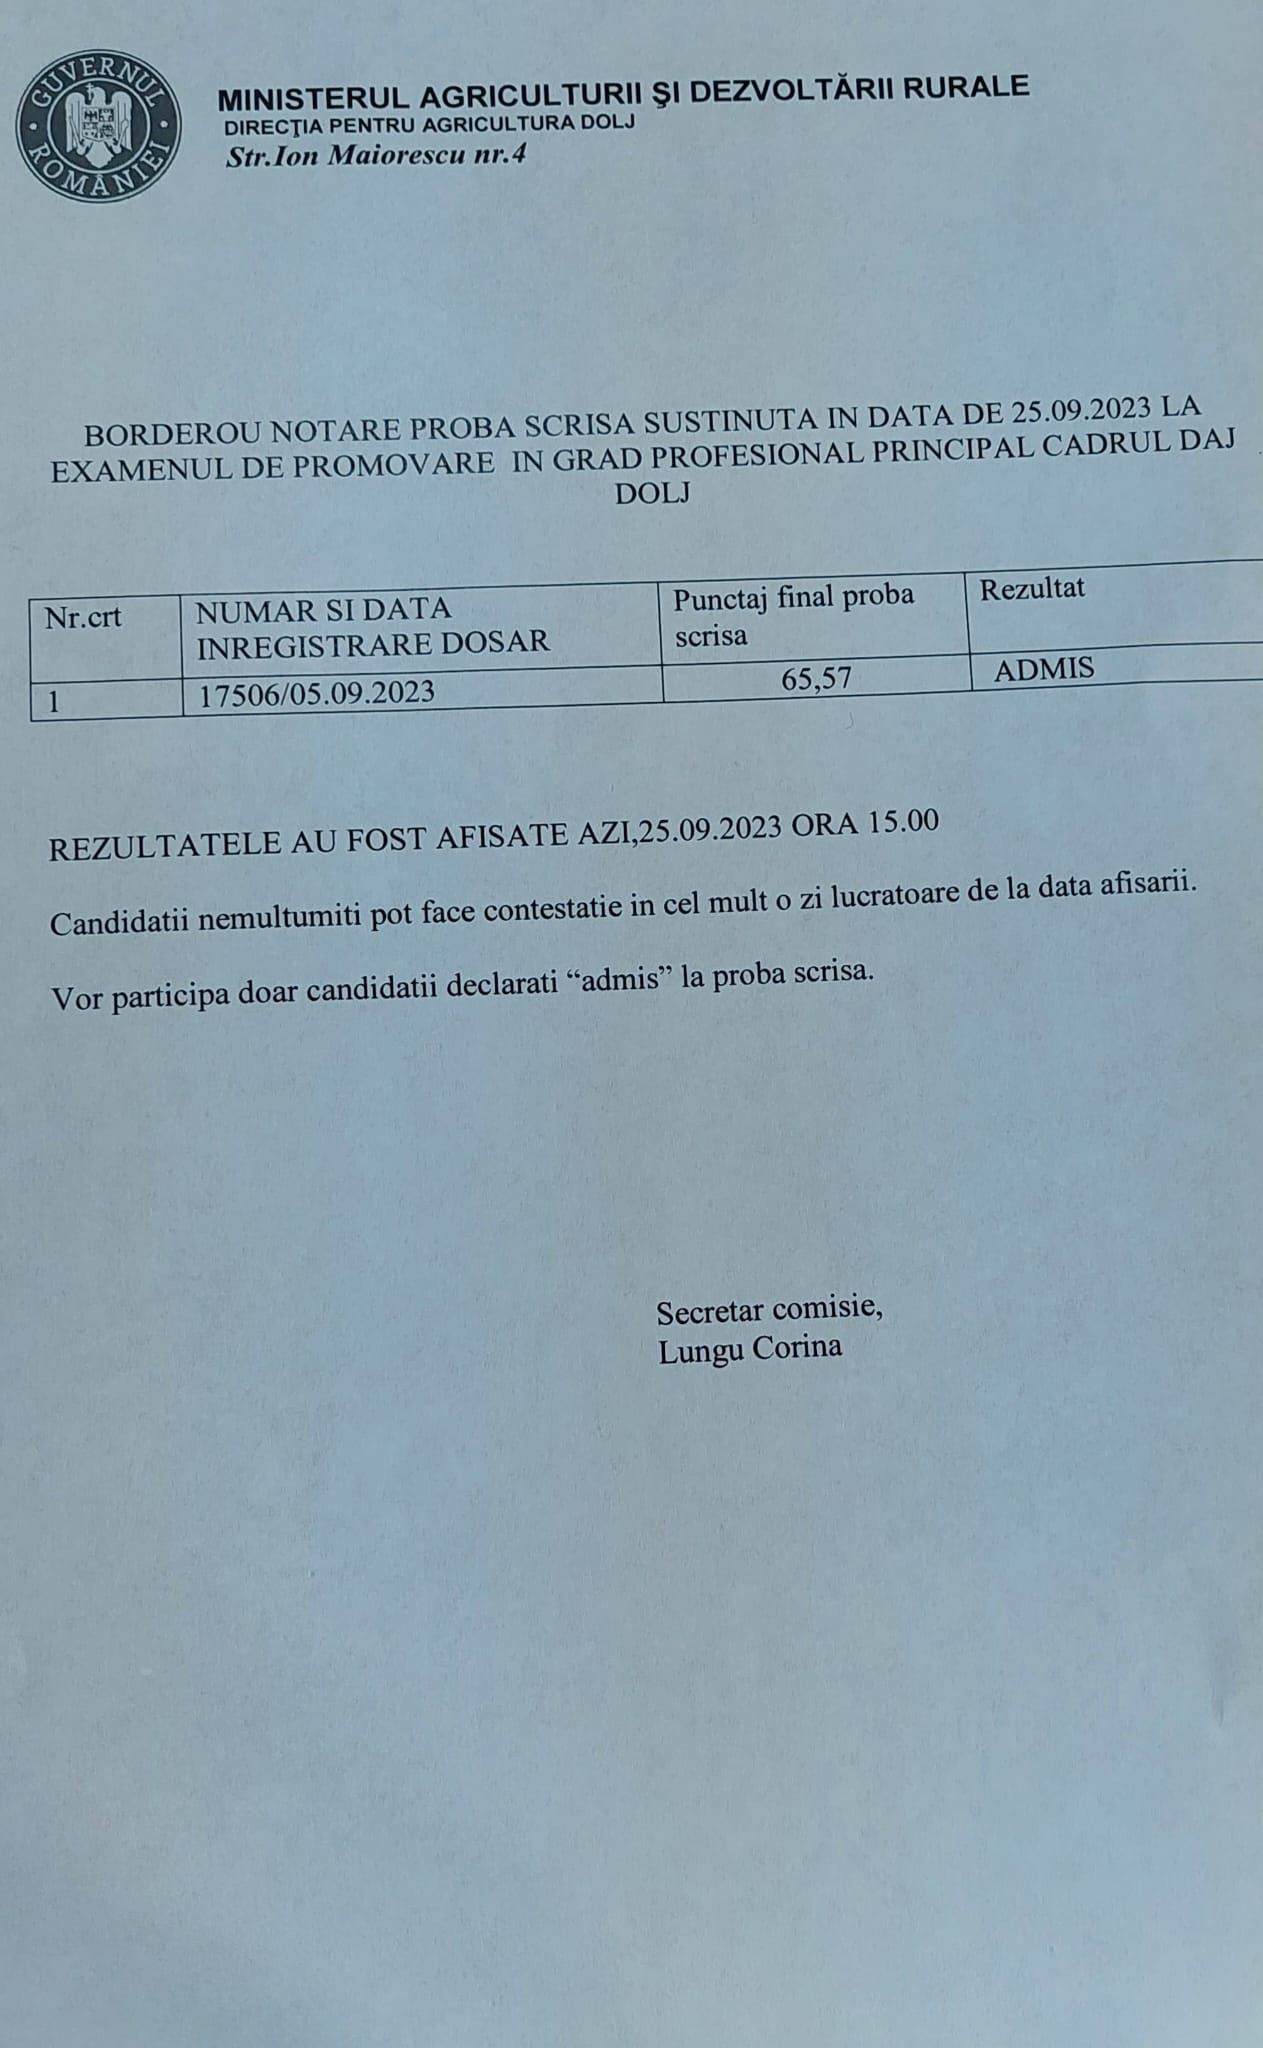 GUVERNUL ROMÂNIEI
MINISTERUL AGRICULTURII ŞI DEZVOLTĂRII RURALE
DIRECŢIA PENTRU AGRICULTURA DOLJ
Str.Ion Maiorescu nr.4
BORDEROU NOTARE PROBA SCRISA SUSTINUTA IN DATA DE 25.09.2023 LA
EXAMENUL DE PROMOVARE IN GRAD PROFESIONAL PRINCIPAL CADRUL DAJ
DOLJ
Nr.crt NUMAR SI DATA INREGISTRARE DOSAR Punctaj final proba scrisa Rezultat
1 17506/05.09.2023 65,57 ADMIS
REZULTATELE AU FOST AFISATE AZI,25.09.2023 ORA 15.00
Candidatii nemultumiti pot face contestatie in cel mult o zi lucratoare de la data afisarii.
Vor participa doar candidatii declarati “admis” la proba scrisa.
Secretar comisie,
Lungu Corina